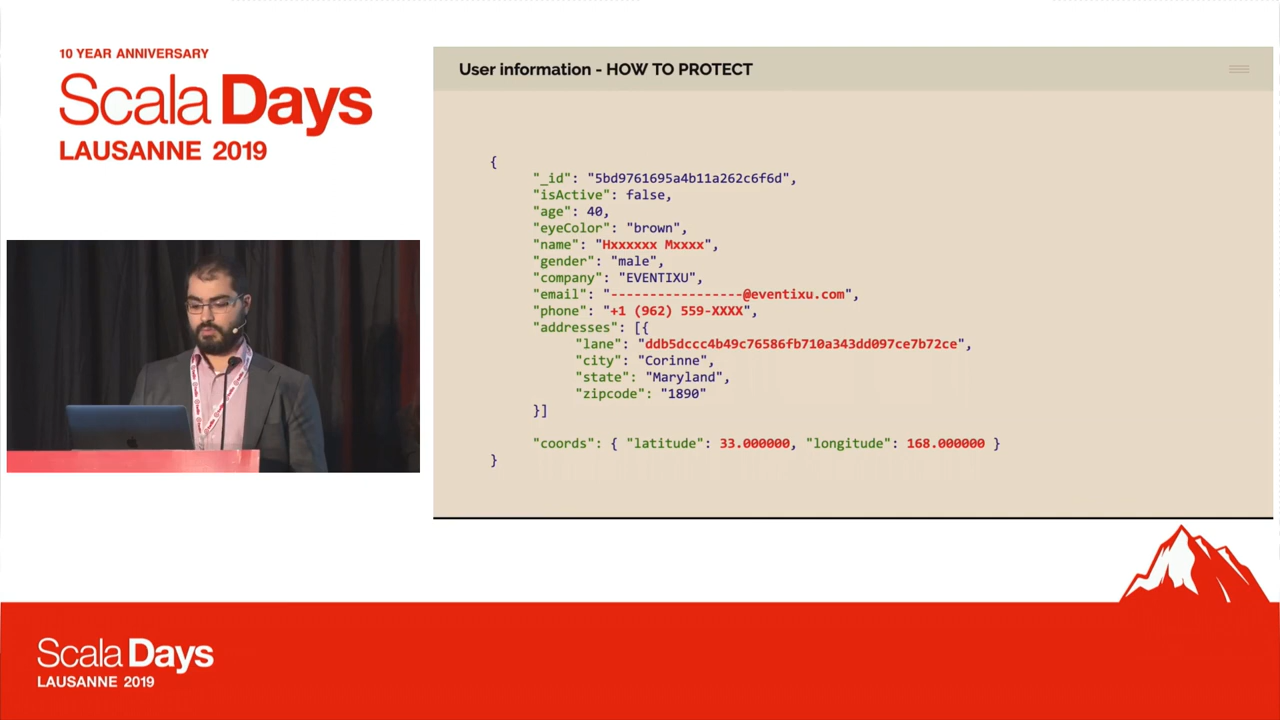 10 YEAR ANNIVERSARY
Scala Days
LAUSANNE 2019
User information - HOW TO PROTECT
{
"_id": "5bd9761695a4b11a262c6f6d",
"isActive": false,
"age": 40,
"eyeColor": "brown",
"name": "Hxxxxxx Mxxxx",
"gender": "male",
"company": "EVENTIXU",
"email": "-----------------@eventixu.com",
"phone": "+1 (962) 559-XXXX",
"addresses": [{
"lane": "ddb5dccc4b49c76586fb710a343dd097ce7b72ce",
"city": "Corinne",
"state": "Maryland",
"zipcode": "1890"
}]
"coords": { "latitude": 33.000000, "longitude": 168.000000 }
}
Scala Days
LAUSANNE 2019